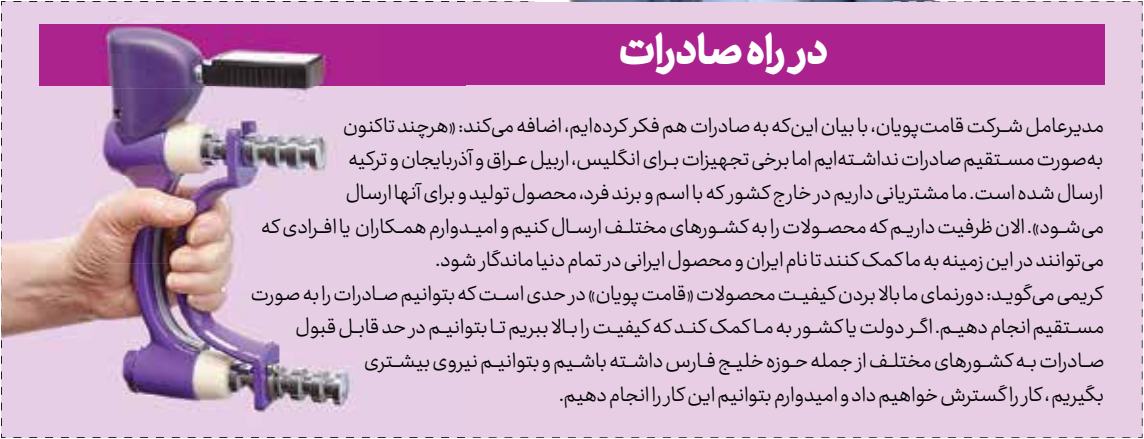 در راه صادرات
مدیرعامل شرکت قامت‌پویان، با بیان این‌که به صادرات هم فکر کرده‌ایم، اضافه می‌کند: «هرچند تاکنون
به‌صورت مستقیم صادرات نداشته‌ایم اما برخی تجهیزات برای انگلیس، اربیل عراق و آذربایجان و ترکیه
ارسال شده است. ما مشتریانی داریم در خارج کشور که با اسم و برند فرد، محصول تولید و برای آنها ارسال
می‌شود». الان ظرفیت داریم که محصولات را به کشورهای مختلف ارسال کنیم و امیدوارم همکاران یا افرادی که
می‌توانند در این زمینه به ما کمک کنند تا نام ایران و محصول ایرانی در تمام دنیا ماندگار شود.
کریمی می‌گوید: دورنمای ما بالا بردن کیفیت محصولات «قامت پویان» در حدی است که بتوانیم صادرات را به صورت
مستقیم انجام دهیم. اگر دولت یا کشور به ما کمک کند که کیفیت را بالا ببریم تا بتوانیم در حد قابل قبول
صادرات به کشورهای مختلف از جمله حوزه خلیج فارس داشته باشیم و بتوانیم نیروی بیشتری
بگیریم، کار را گسترش خواهیم داد و امیدوارم بتوانیم این کار را انجام دهیم.